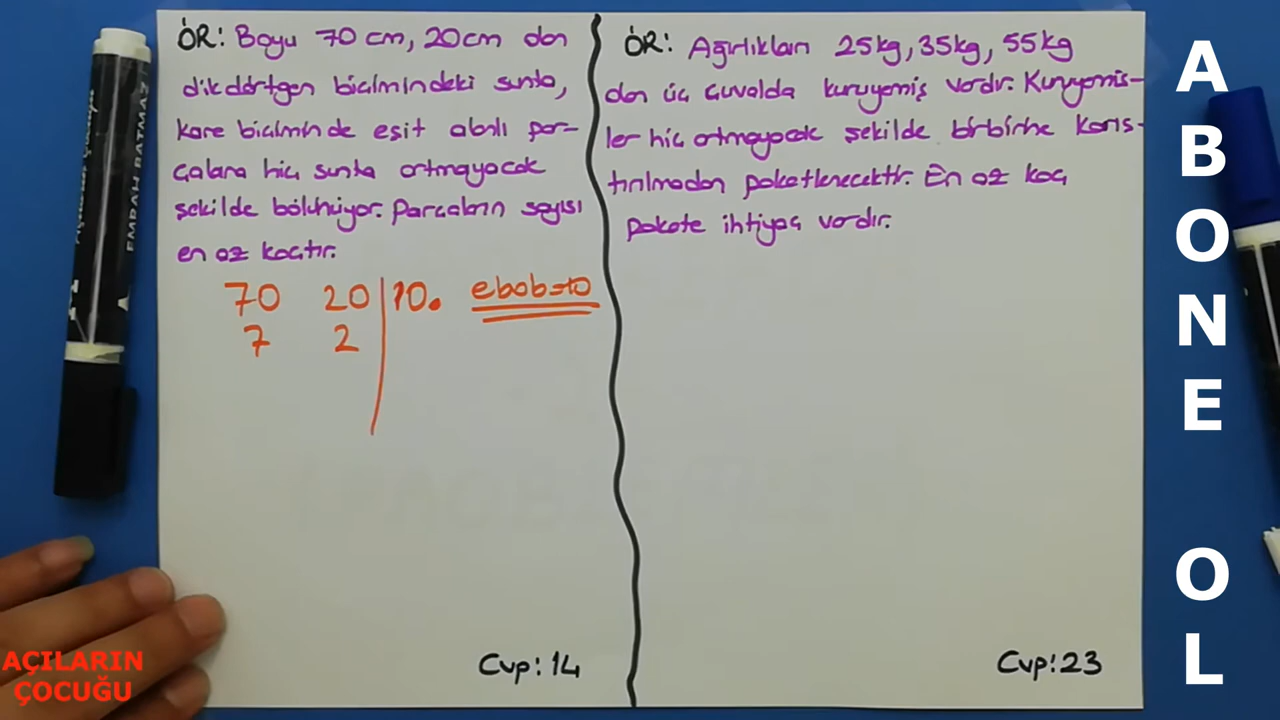 ÖR: Boyu 70 cm, 20cm olan
dikdörtgen biçimindeki sunta,
kare biçiminde eşit alanlı par-
çalara hiç sunta artmayacak
şekilde bölünüyor. Parçaların sayısı
en az kaçtır.
70 20 10.
7 2
ebob=10
Cvp: 14
ÖR: Ağırlıkları 25kg, 35kg, 55kg
olan üç çuvalda kuruyemiş vardır. Kuruyemiş-
ler hiç artmayacak şekilde birbirine karış-
tırılmadan paketlenecektir. En az kaç
pakete ihtiyaç vardır.
Cvp: 23
ABONE OL
AÇILARIN
ÇOCUĞU